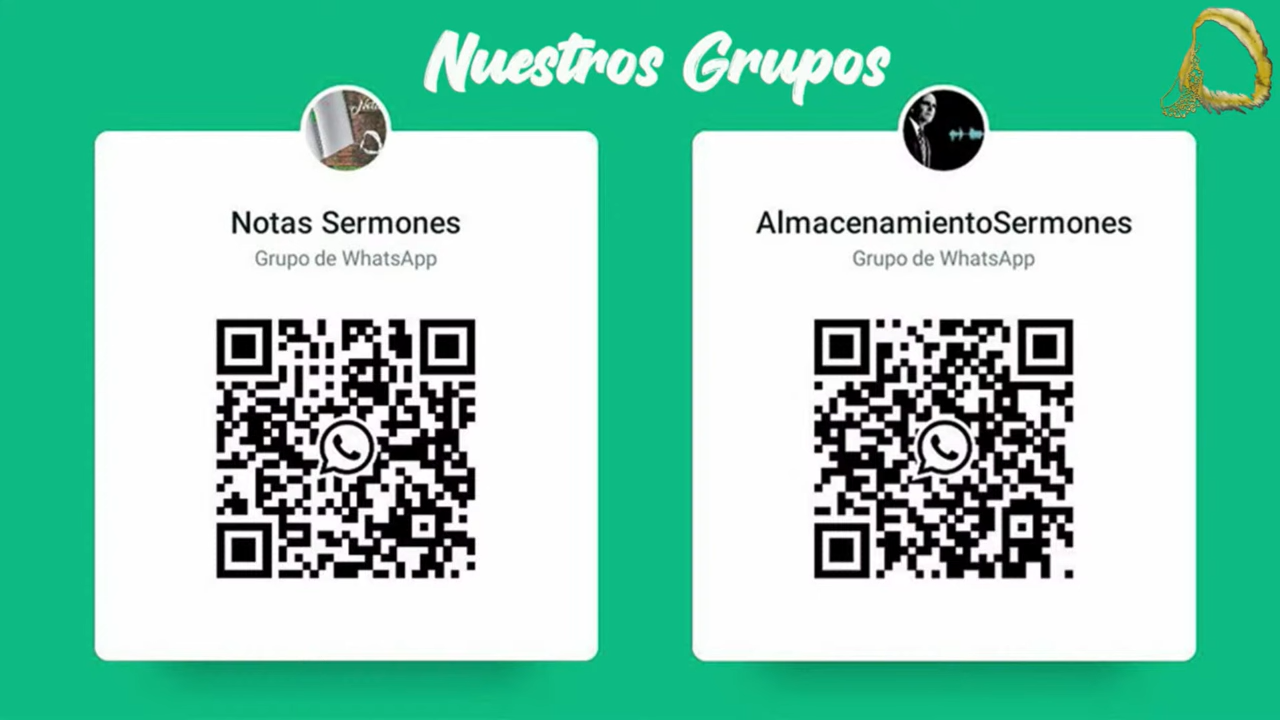 Nuestros Grupos
Notas Sermones
Grupo de WhatsApp
AlmacenamientoSermones
Grupo de WhatsApp